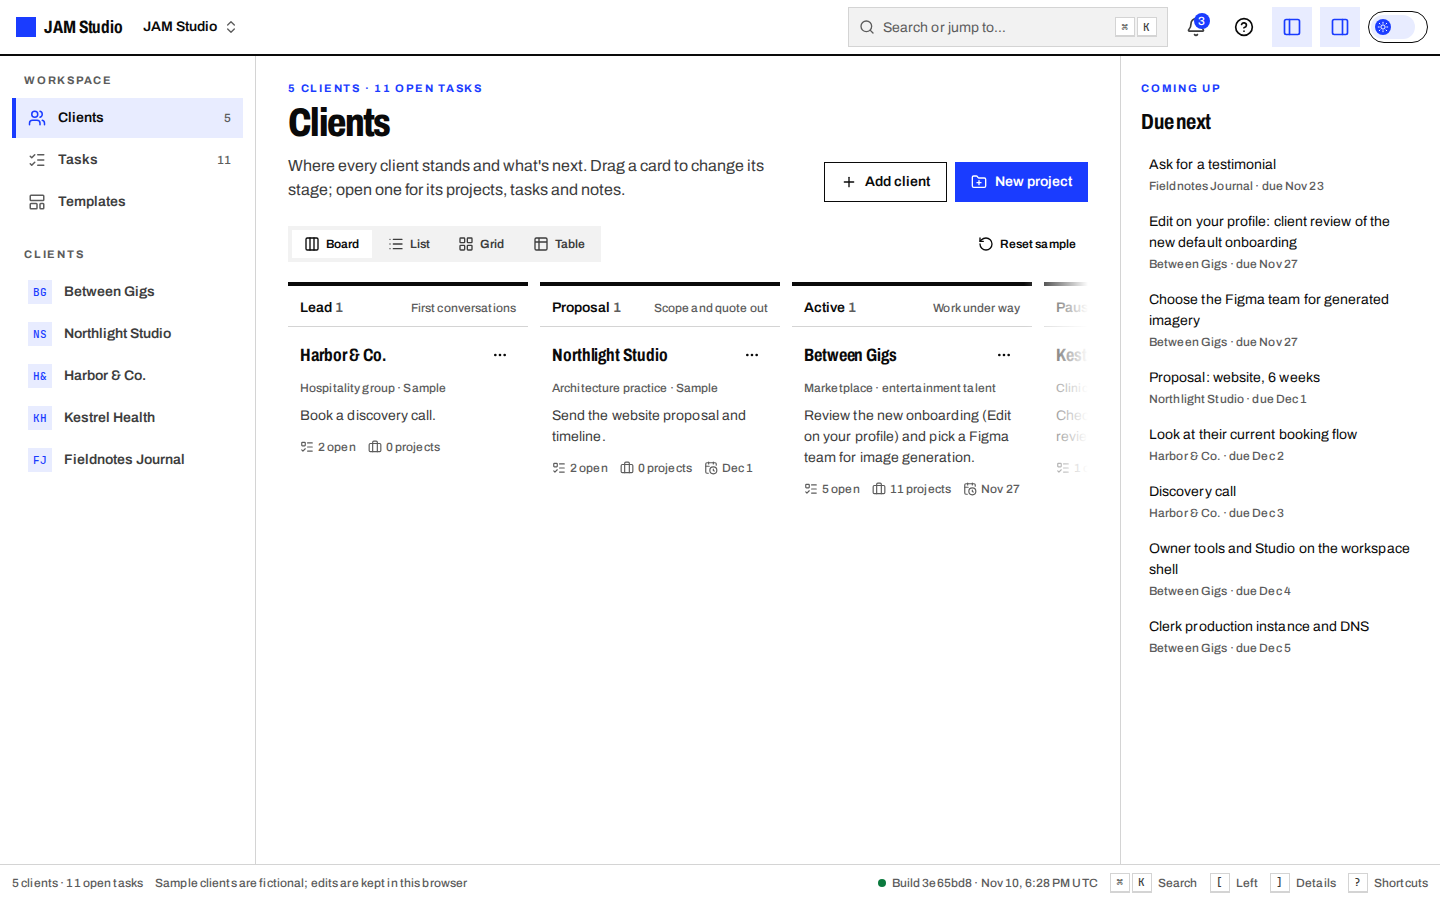 JAM Studio JAM Studio
Search or jump to... ⌘ K
3
WORKSPACE
Clients 5
Tasks 11
Templates
CLIENTS
BG Between Gigs
NS Northlight Studio
H& Harbor & Co.
KH Kestrel Health
FJ Fieldnotes Journal
5 CLIENTS · 11 OPEN TASKS
Clients
Where every client stands and what's next. Drag a card to change its
stage; open one for its projects, tasks and notes.
Add client
New project
Board List Grid Table
Reset sample
Lead 1 First conversations
Harbor & Co.
Hospitality group · Sample
Book a discovery call.
2 open 0 projects
Proposal 1 Scope and quote out
Northlight Studio
Architecture practice · Sample
Send the website proposal and
timeline.
2 open 0 projects Dec 1
Active 1 Work under way
Between Gigs
Marketplace · entertainment talent
Review the new onboarding (Edit
on your profile) and pick a Figma
team for image generation.
5 open 11 projects Nov 27
COMING UP
Due next
Ask for a testimonial
Fieldnotes Journal · due Nov 23
Edit on your profile: client review of the
new default onboarding
Between Gigs · due Nov 27
Choose the Figma team for generated
imagery
Between Gigs · due Nov 27
Proposal: website, 6 weeks
Northlight Studio · due Dec 1
Look at their current booking flow
Harbor & Co. · due Dec 2
Discovery call
Harbor & Co. · due Dec 3
Owner tools and Studio on the workspace
shell
Between Gigs · due Dec 4
Clerk production instance and DNS
Between Gigs · due Dec 5
5 clients · 11 open tasks Sample clients are fictional; edits are kept in this browser
Build 3e65bd8 · Nov 10, 6:28 PM UTC ⌘ K Search [ Left ] Details ? Shortcuts